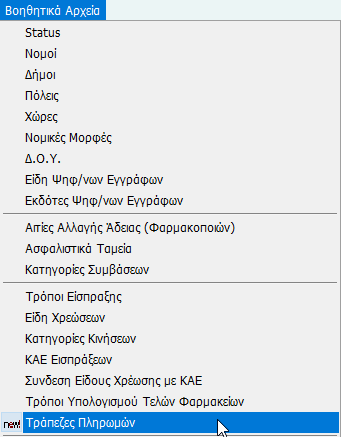 Βοηθητικά Αρχεία
Status
Νομοί
Δήμοι
Πόλεις
Χώρες
Νομικές Μορφές
Δ.Ο.Υ.
Είδη Ψηφ/νων Εγγράφων
Εκδότες Ψηφ/νων Εγγράφων
Αιτίες Αλλαγής Άδειας (Φαρμακοποιών)
Ασφαλιστικά Ταμεία
Κατηγορίες Συμβάσεων
Τρόποι Είσπραξης
Είδη Χρεώσεων
Κατηγορίες Κινήσεων
ΚΑΕ Εισπράξεων
Συνδεση Είδους Χρέωσης με ΚΑΕ
Τρόποι Υπολογισμού Τελών Φαρμακείων
new! Τράπεζες Πληρωμών